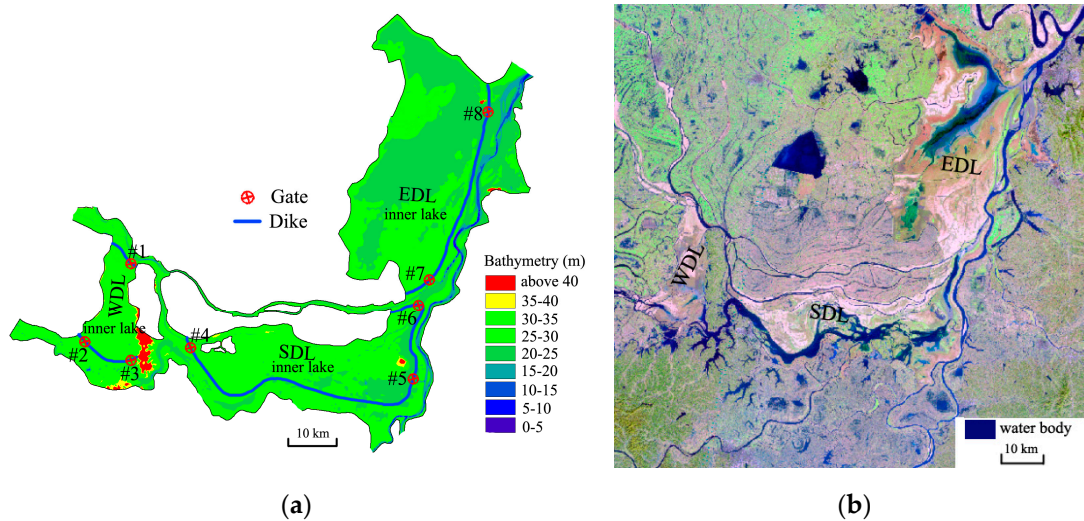 #8
EDL
inner lake
Gate
Dike
#1
WDL
inner lake
#2
#3
#4
SDL
inner lake
#7
#6
#5
10 km
Bathymetry (m)
above 40
35-40
30-35
25-30
20-25
15-20
10-15
5-10
0-5
(a)
EDL
WDL
SDL
water body
10 km
(b)